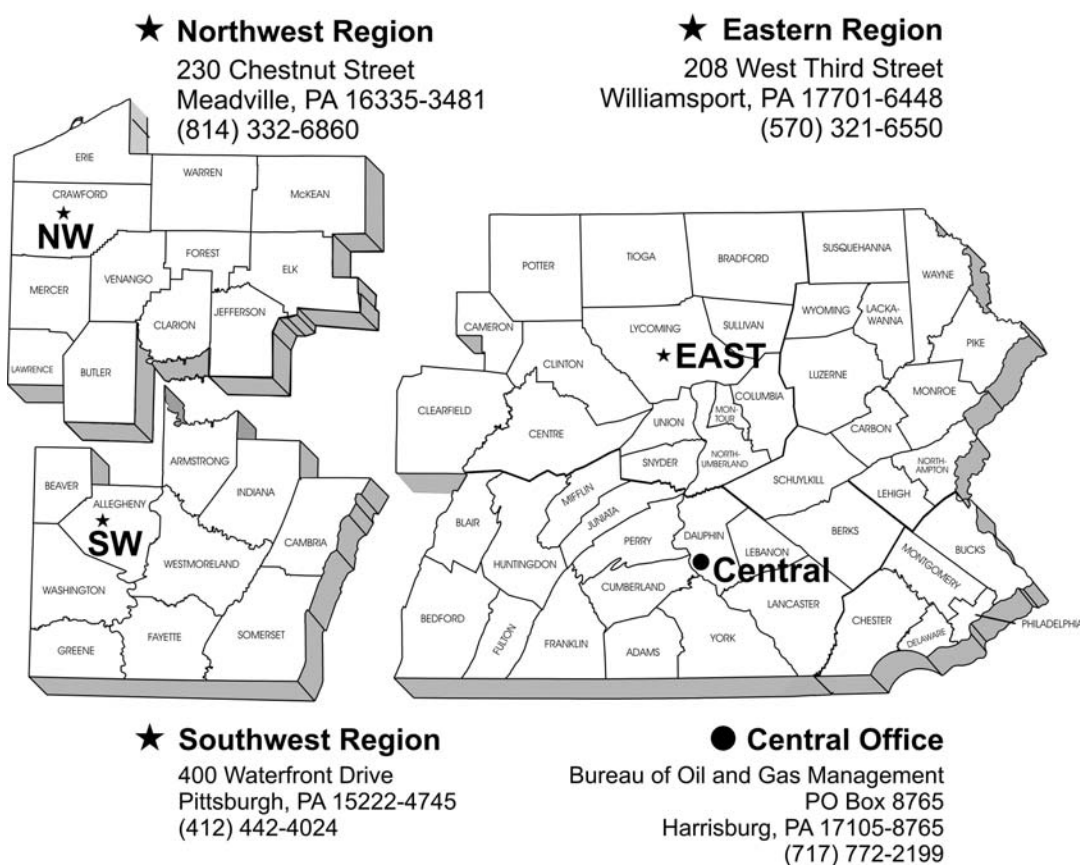 ★ Northwest Region
230 Chestnut Street
Meadville, PA 16335-3481
(814) 332-6860
★ Eastern Region
208 West Third Street
Williamsport, PA 17701-6448
(570) 321-6550
ERIE
CRAWFORD
NW
WARREN
McKEAN
FOREST
ELK
VENANGO
MERCER
CLARION
JEFFERSON
LAWRENCE
BUTLER
BEAVER
ALLEGHENY
SW
ARMSTRONG
INDIANA
CAMBRIA
WESTMORELAND
WASHINGTON
GREENE
FAYETTE
SOMERSET
POTTER
TIOGA
BRADFORD
SUSQUEHANNA
WAYNE
CAMERON
LYCOMING
SULLIVAN
WYOMING
LACKA-
WANNA
PIKE
EAST
CLINTON
CLEARFIELD
CENTRE
UNION
MON-
TOUR
COLUMBIA
LUZERNE
MONROE
CARBON
SNYDER
NORTH-
UMBERLAND
SCHUYLKILL
NORTH-
AMPTON
LEHIGH
BLAIR
MIFFLIN
JUNIATA
HUNTINGDON
PERRY
DAUPHIN
LEBANON
BERKS
BUCKS
MONTGOMERY
Central
CUMBERLAND
LANCASTER
BEDFORD
FULTON
FRANKLIN
ADAMS
YORK
CHESTER
DELAWARE
PHILADELPHIA
★ Southwest Region
400 Waterfront Drive
Pittsburgh, PA 15222-4745
(412) 442-4024
● Central Office
Bureau of Oil and Gas Management
PO Box 8765
Harrisburg, PA 17105-8765
(717) 772-2199